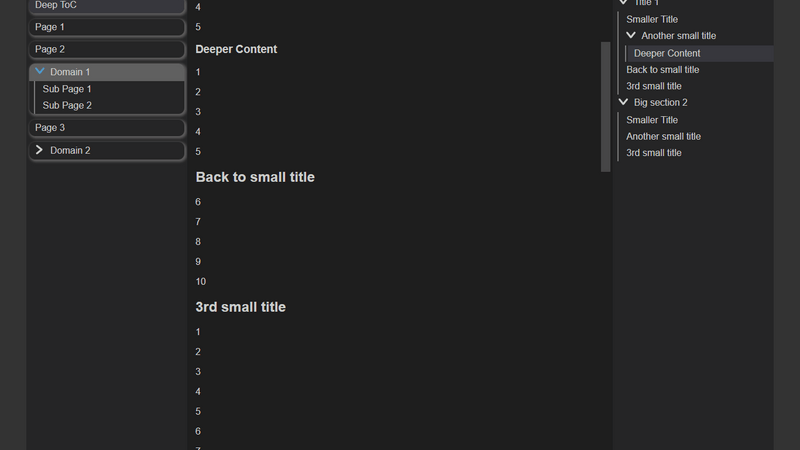 Deep ToC
Page 1
Page 2
Domain 1
Sub Page 1
Sub Page 2
Page 3
Domain 2
4
5
Deeper Content
1
2
3
4
5
Back to small title
6
7
8
9
10
3rd small title
1
2
3
4
5
6
7
Title 1
Smaller Title
Another small title
Deeper Content
Back to small title
3rd small title
Big section 2
Smaller Title
Another small title
3rd small title